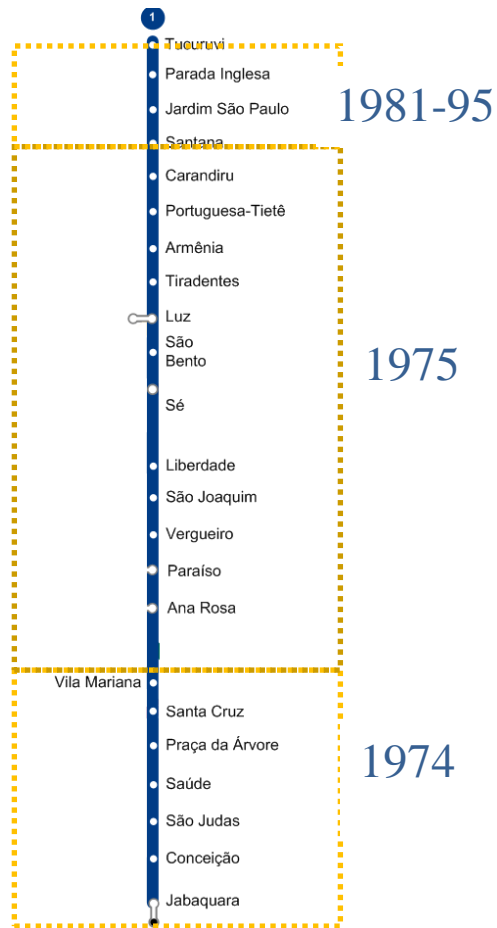 1
Tucuruvi
Parada Inglesa
Jardim São Paulo
1981-95
Santana
Carandiru
Portuguesa-Tietê
Armênia
Tiradentes
Luz
São
Bento
1975
Sé
Liberdade
São Joaquim
Vergueiro
Paraíso
Ana Rosa
Vila Mariana
Santa Cruz
Praça da Árvore
1974
Saúde
São Judas
Conceição
Jabaquara